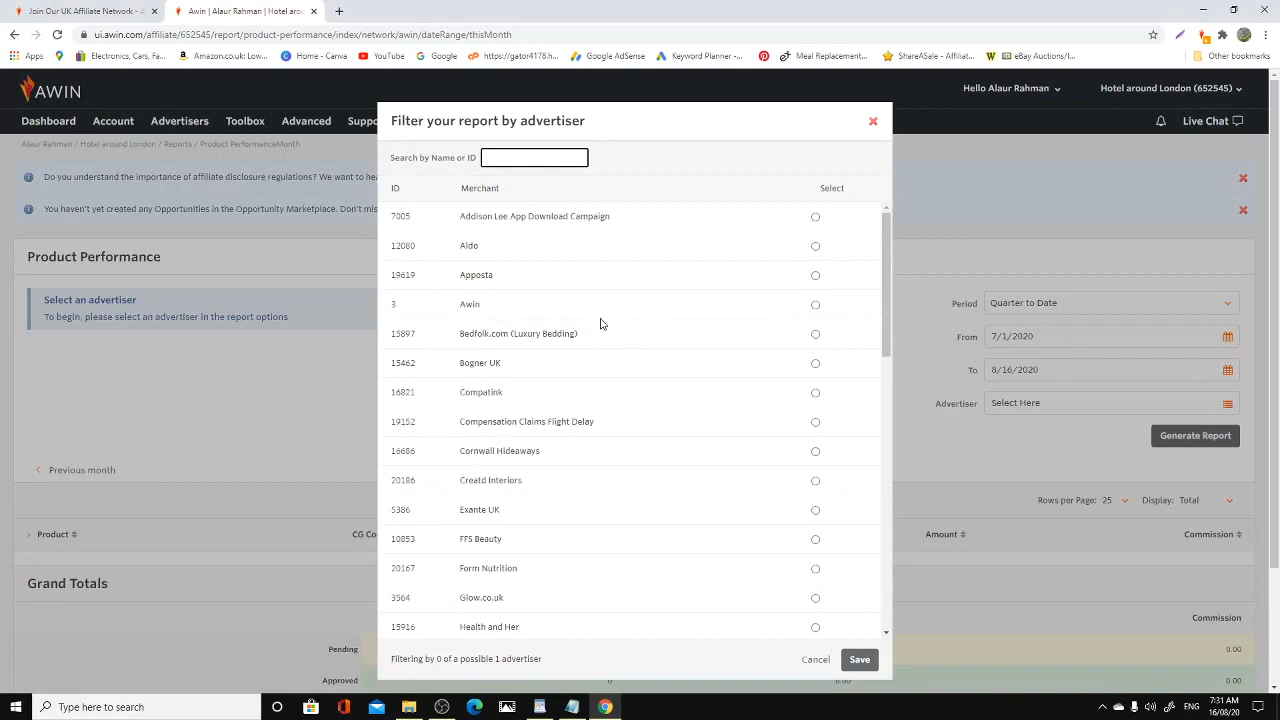 Join Our UK Affiliate Network - A
Awin | Alaur Rahman | Hotel aro
ui.awin.com/affiliate/652545/report/product-performance/index/network/awin/dateRange/thisMonth
Apps
Electronics, Cars, Fa...
Amazon.co.uk: Low...
Home - Canva
YouTube
Google
https://gator4178.h...
Google AdSense
Keyword Planner -...
Meal Replacement...
ShareASale - Affiliat...
eBay Auctions/I...
Other bookmarks
AWIN
Hello Alaur Rahman
Hotel around London (652545)
Dashboard
Account
Advertisers
Toolbox
Advanced
Suppo
Live Chat
Alaur Rahman / Hotel around London / Reports / Product PerformanceMonth
Do you understand the importance of affiliate disclosure regulations? We want to hea
You haven't yet created any Opportunities in the Opportunity Marketplace. Don't mis
Product Performance
Select an advertiser
To begin, please select an advertiser in the report options
Period
Quarter to Date
From
7/1/2020
To
8/16/2020
Advertiser
Select Here
Generate Report
Previous month
Rows per Page: 25
Display: Total
Product
CG Co
Amount
Commission
Grand Totals
Commission
Pending
0.00
Approved
0
0.00
0.00
Filter your report by advertiser
Search by Name or ID
ID Merchant Select
7005 Addison Lee App Download Campaign
12080 Aldo
19619 Apposta
3 Awin
15897 Bedfolk.com (Luxury Bedding)
15462 Bogner UK
16821 Compatink
19152 Compensation Claims Flight Delay
16686 Cornwall Hideaways
20186 Creatd Interiors
5386 Exante UK
10853 FFS Beauty
20167 Form Nutrition
3564 Glow.co.uk
15916 Health and Her
Filtering by 0 of a possible 1 advertiser
Cancel
Save
Type here to search
7:31 AM
16/08/20